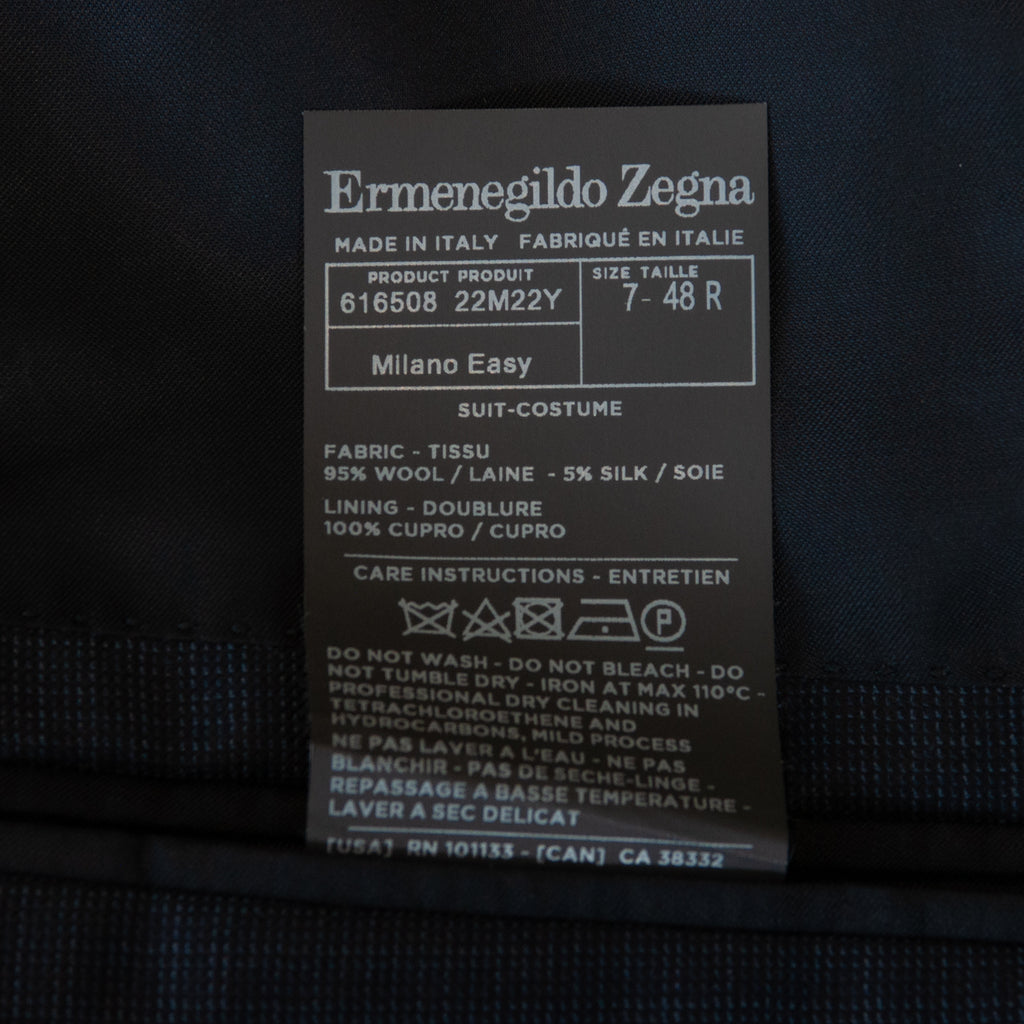 Ermenegildo Zegna
MADE IN ITALY FABRIQUÉ EN ITALIE
PRODUCT PRODUIT
616508 22M22Y
SIZE TAILLE
7- 48 R
Milano Easy
SUIT-COSTUME
FABRIC - TISSU
95% WOOL / LAINE - 5% SILK / SOIE
LINING - DOUBLURE
100% CUPRO / CUPRO
CARE INSTRUCTIONS - ENTRETIEN
P
DO NOT WASH - DO NOT BLEACH - DO
NOT TUMBLE DRY - IRON AT MAX 110°C -
PROFESSIONAL DRY CLEANING IN
TETRACHLOROETHENE AND
HYDROCARBONS, MILD PROCESS
NE PAS LAVER A L'EAU - NE PAS
BLANCHIR - PAS DE SECHE-LINGE -
REPASSAGE A BASSE TEMPERATURE -
LAVER A SEC DELICAT
[USA] RN 101133 - [CAN] CA 38332